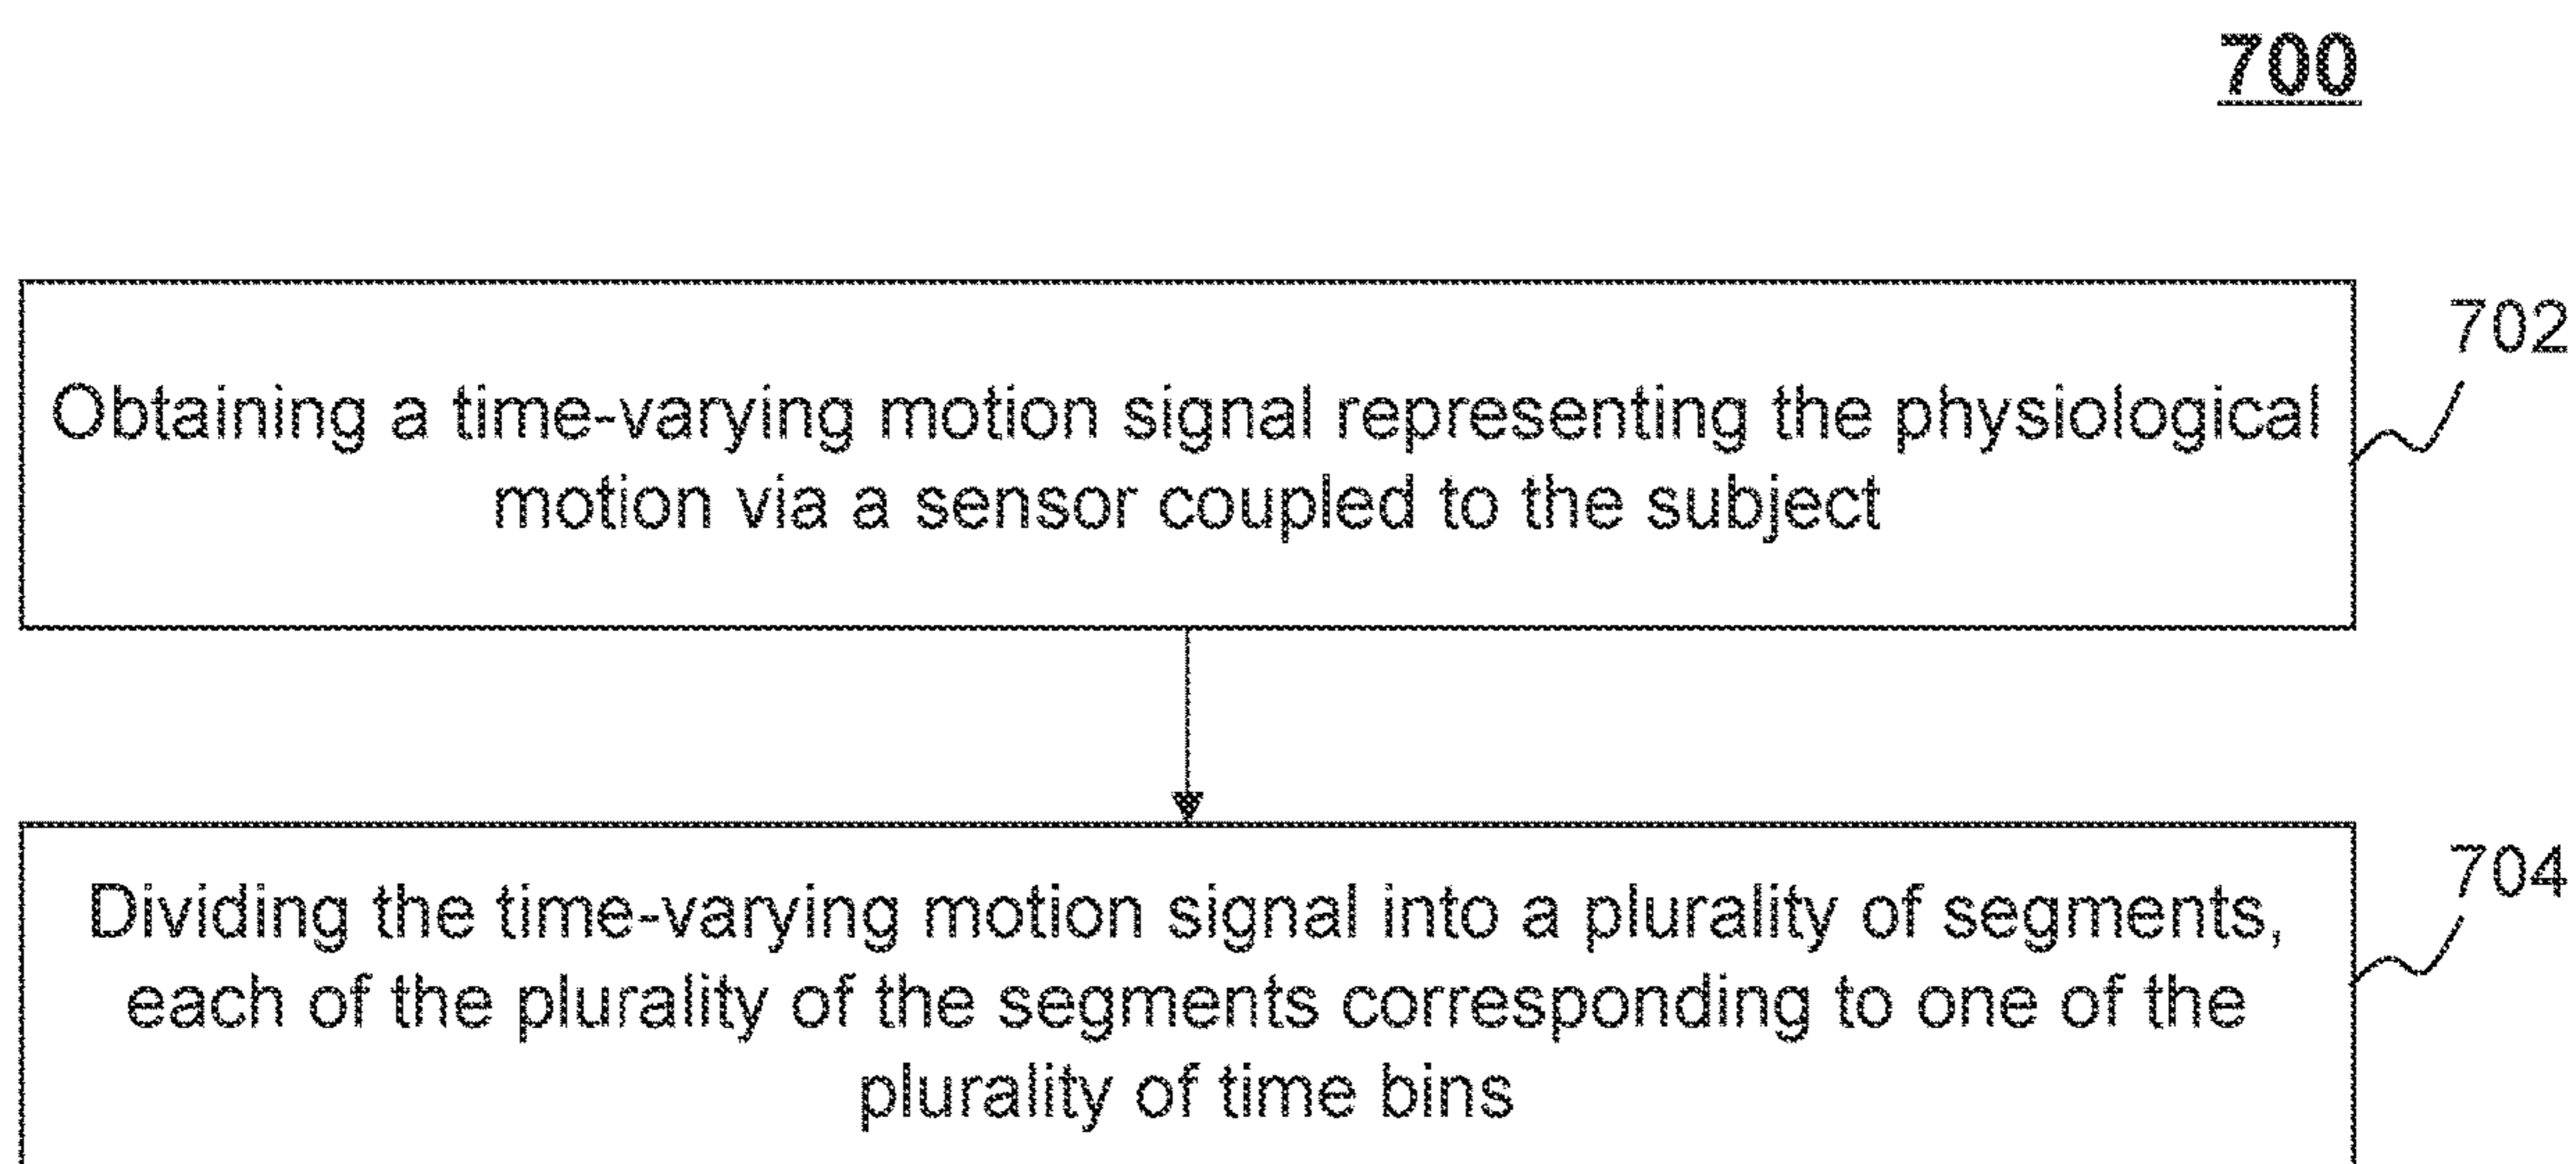 700
702
Obtaining a time-varying motion signal representing the physiological
motion via a sensor coupled to the subject
704
Dividing the time-varying motion signal into a plurality of segments,
each of the plurality of the segments corresponding to one of the
plurality of time bins